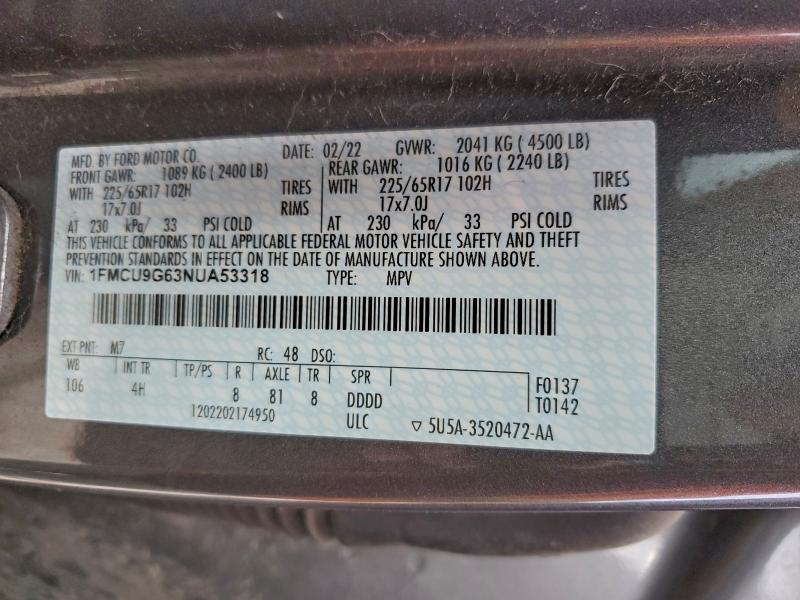 MFD. BY FORD MOTOR CO. DATE: 02/22 GVWR: 2041 KG ( 4500 LB)
FRONT GAWR: 1089 KG ( 2400 LB) REAR GAWR: 1016 KG ( 2240 LB)
WITH 225/65R17 102H TIRES WITH 225/65R17 102H TIRES
17x7.0J RIMS 17x7.0J RIMS
AT 230 kPa/ 33 PSI COLD AT 230 kPa/ 33 PSI COLD
THIS VEHICLE CONFORMS TO ALL APPLICABLE FEDERAL MOTOR VEHICLE SAFETY AND THEFT
PREVENTION STANDARDS IN EFFECT ON THE DATE OF MANUFACTURE SHOWN ABOVE.
VIN: 1FMCU9G63NUA53318 TYPE: MPV
EXT PNT: M7 RC: 48 DSO:
WB INT TR TP/PS R AXLE TR SPR
106 4H 8 81 8 DDDD F0137
1202202174950 ULC T0142
▽ 5U5A-3520472-AA